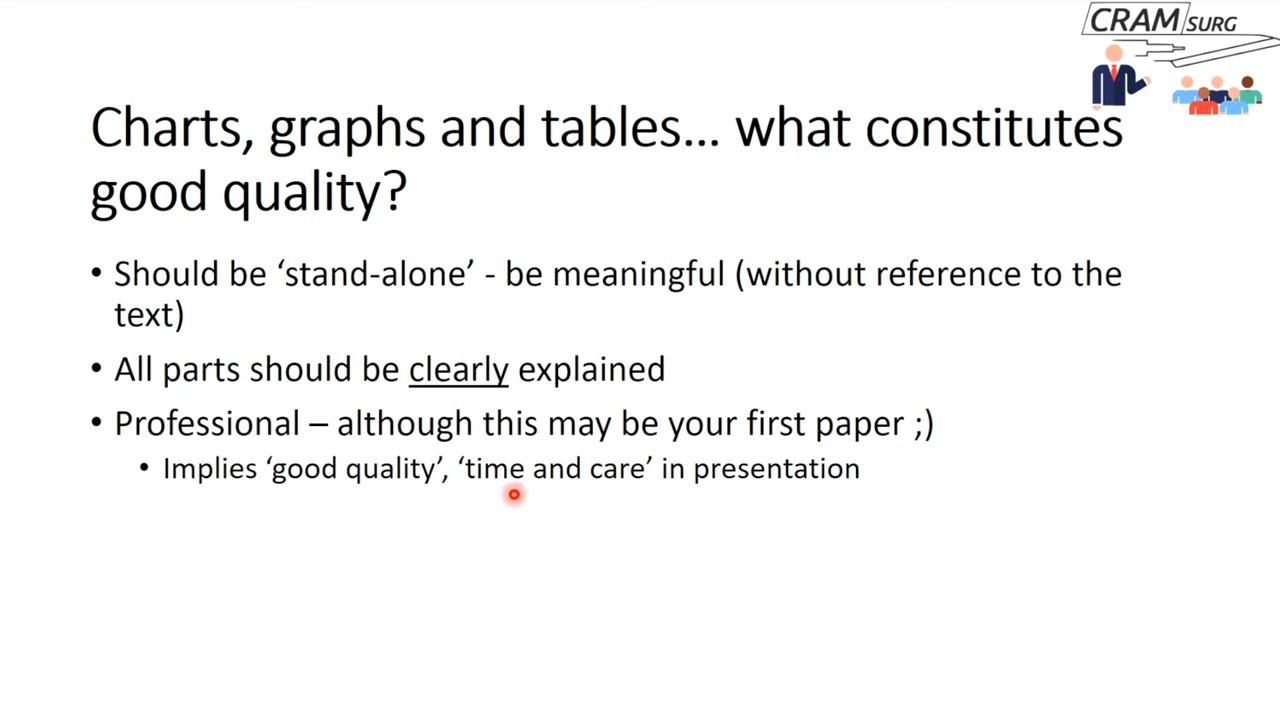 CRAM SURG
Charts, graphs and tables... what constitutes
good quality?
• Should be ‘stand-alone’ - be meaningful (without reference to the
text)
• All parts should be clearly explained
• Professional – although this may be your first paper ;)
• Implies ‘good quality’, ‘time and care’ in presentation